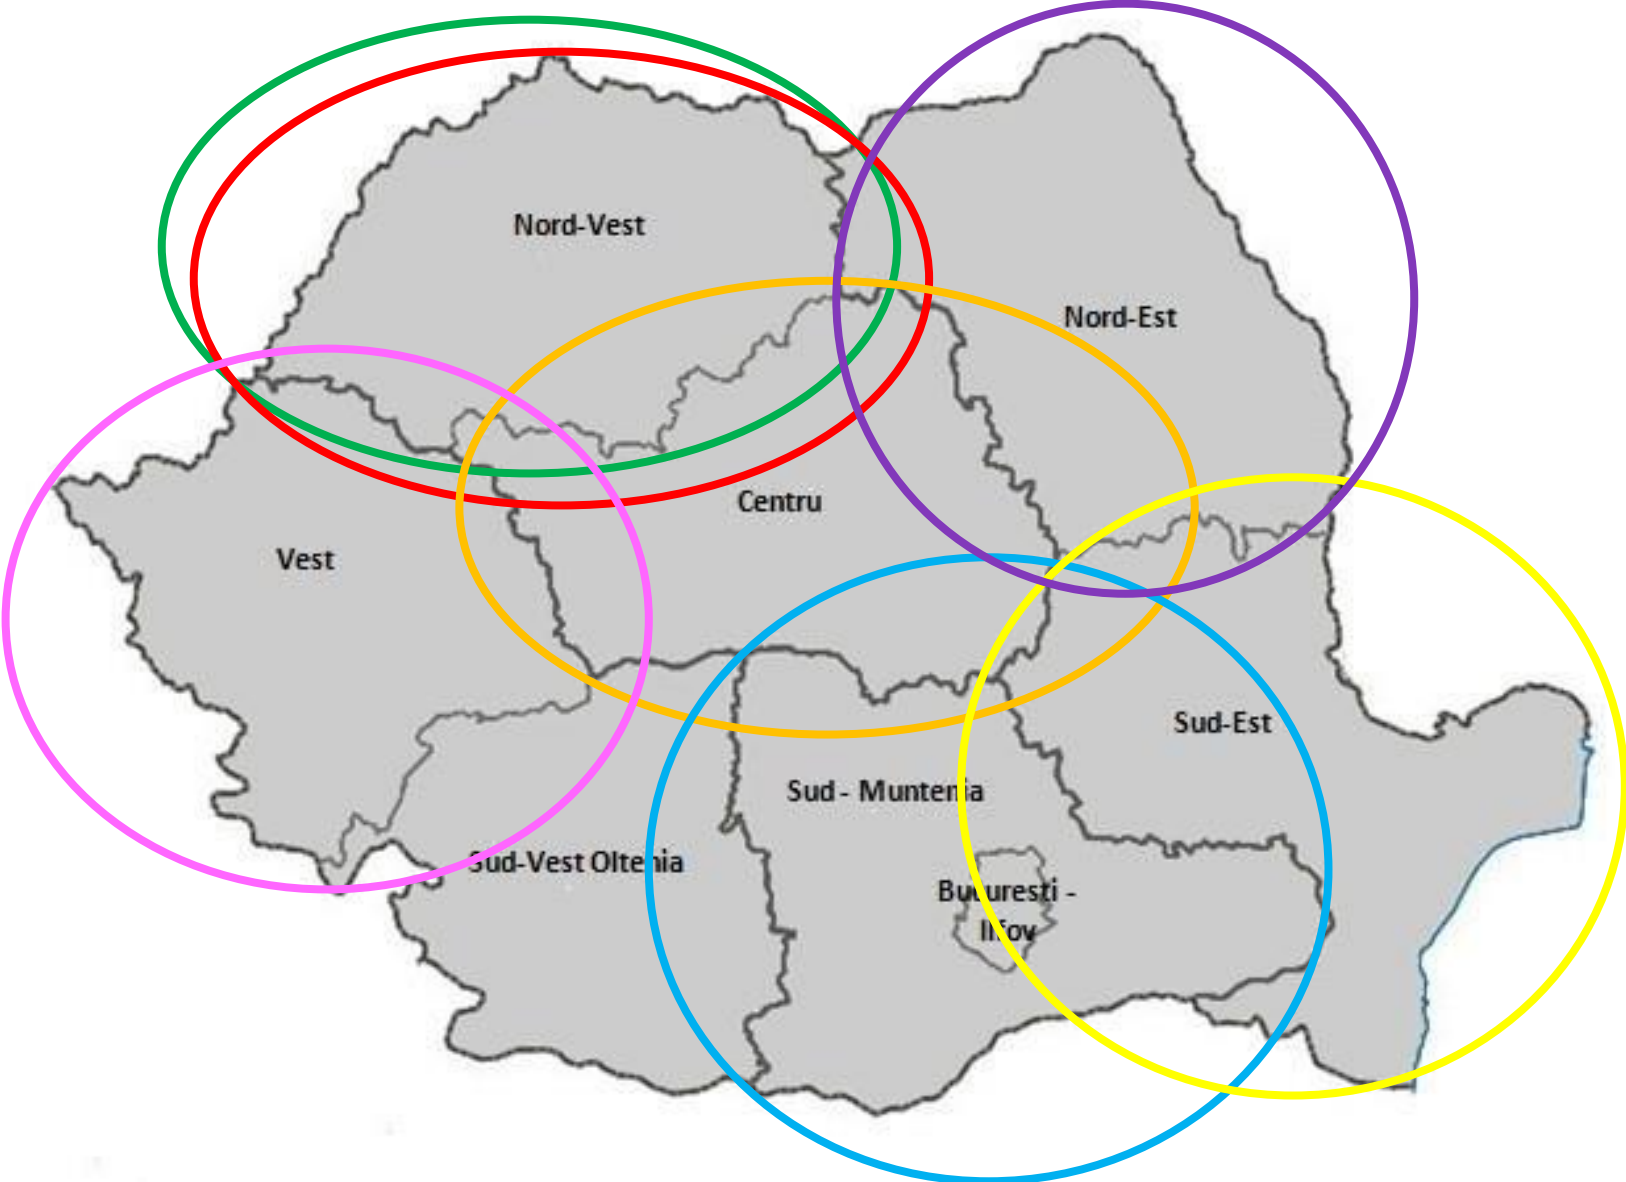 Nord-Vest
Nord-Est
Centru
Vest
Sud-Est
Sud - Muntenia
Sud-Vest Oltenia
Bucuresti -
Ilfov